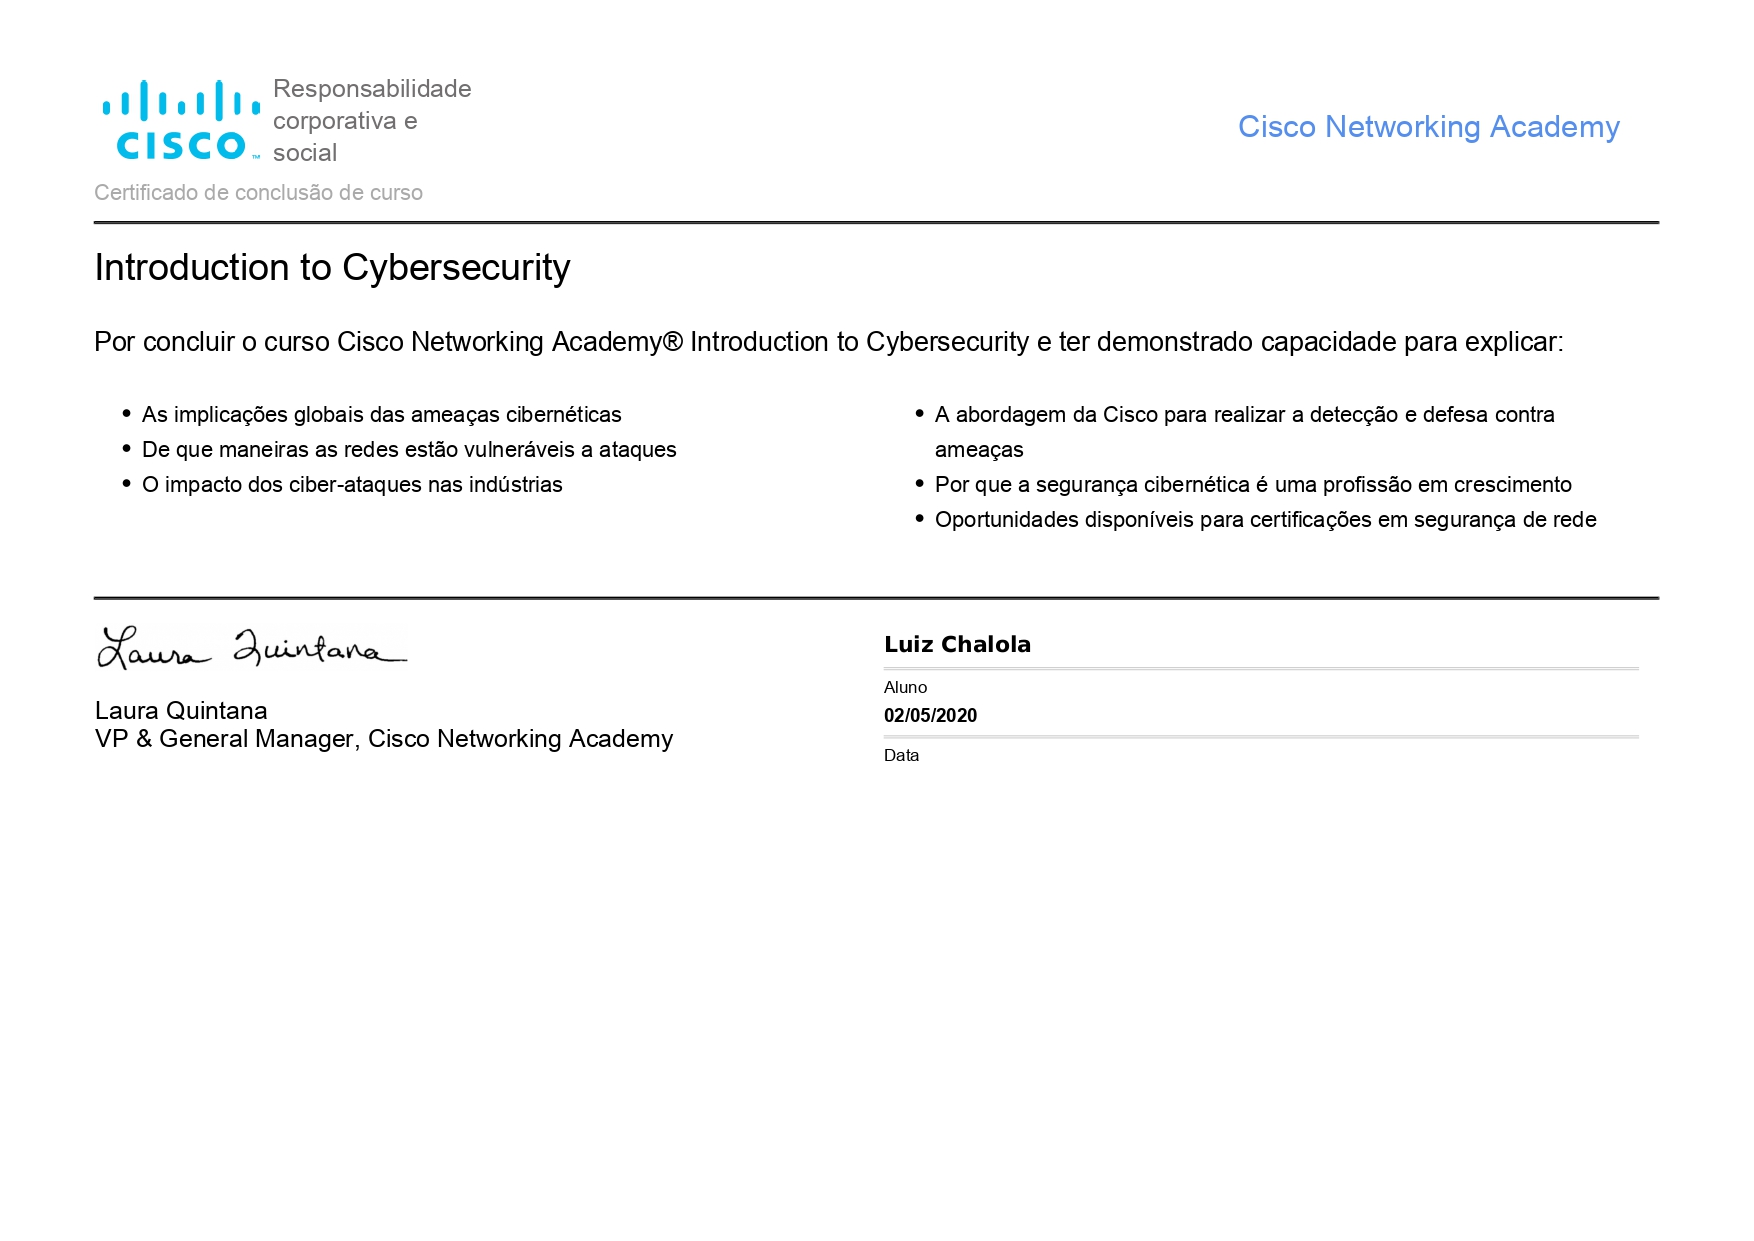 Responsabilidade
corporativa e
social
CISCO™
Cisco Networking Academy
Certificado de conclusão de curso
Introduction to Cybersecurity
Por concluir o curso Cisco Networking Academy® Introduction to Cybersecurity e ter demonstrado capacidade para explicar:
• As implicações globais das ameaças cibernéticas
• De que maneiras as redes estão vulneráveis a ataques
• O impacto dos ciber-ataques nas indústrias
• A abordagem da Cisco para realizar a detecção e defesa contra
ameaças
• Por que a segurança cibernética é uma profissão em crescimento
• Oportunidades disponíveis para certificações em segurança de rede
Laura Quintana
Laura Quintana
VP & General Manager, Cisco Networking Academy
Luiz Chalola
Aluno
02/05/2020
Data